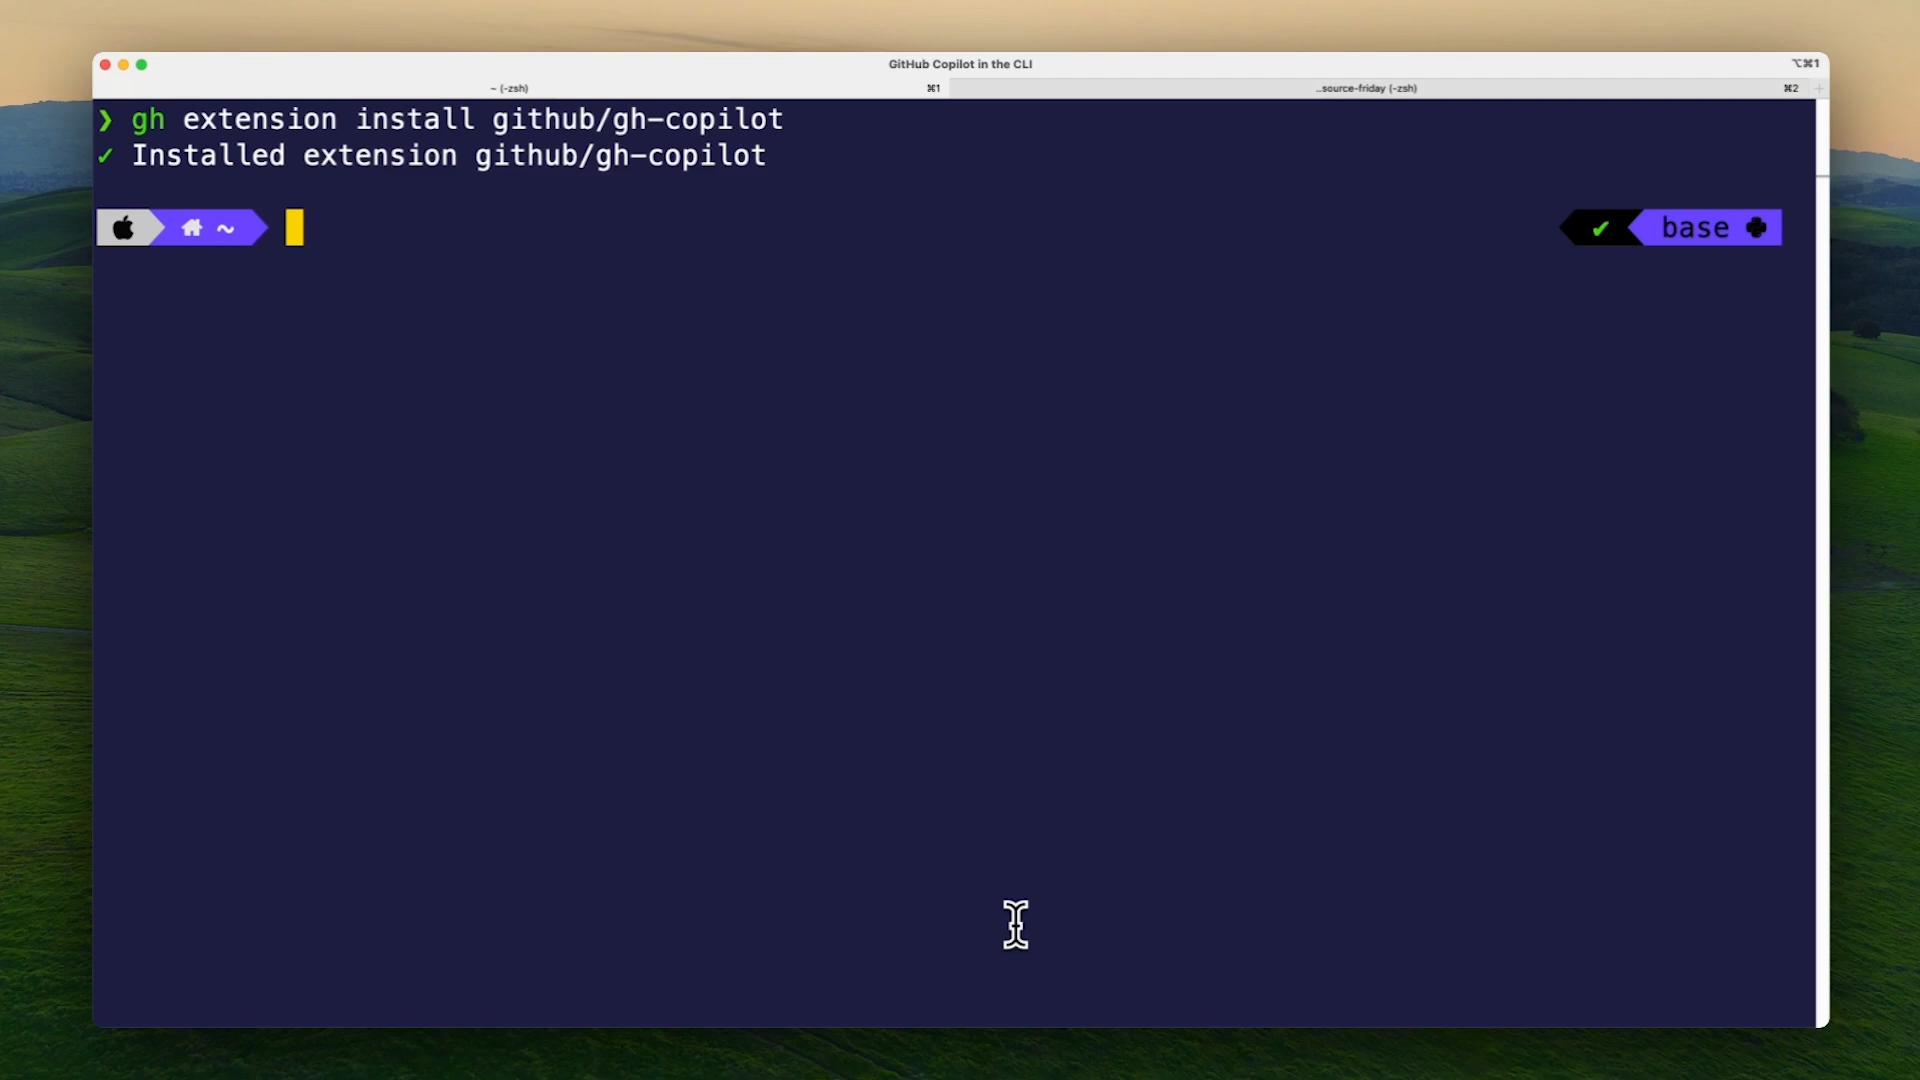 GitHub Copilot in the CLI
⌥⌘1
~ (-zsh)
⌘1
..source-friday (-zsh)
⌘2
❯ gh extension install github/gh-copilot
✓ Installed extension github/gh-copilot
~
✔ base